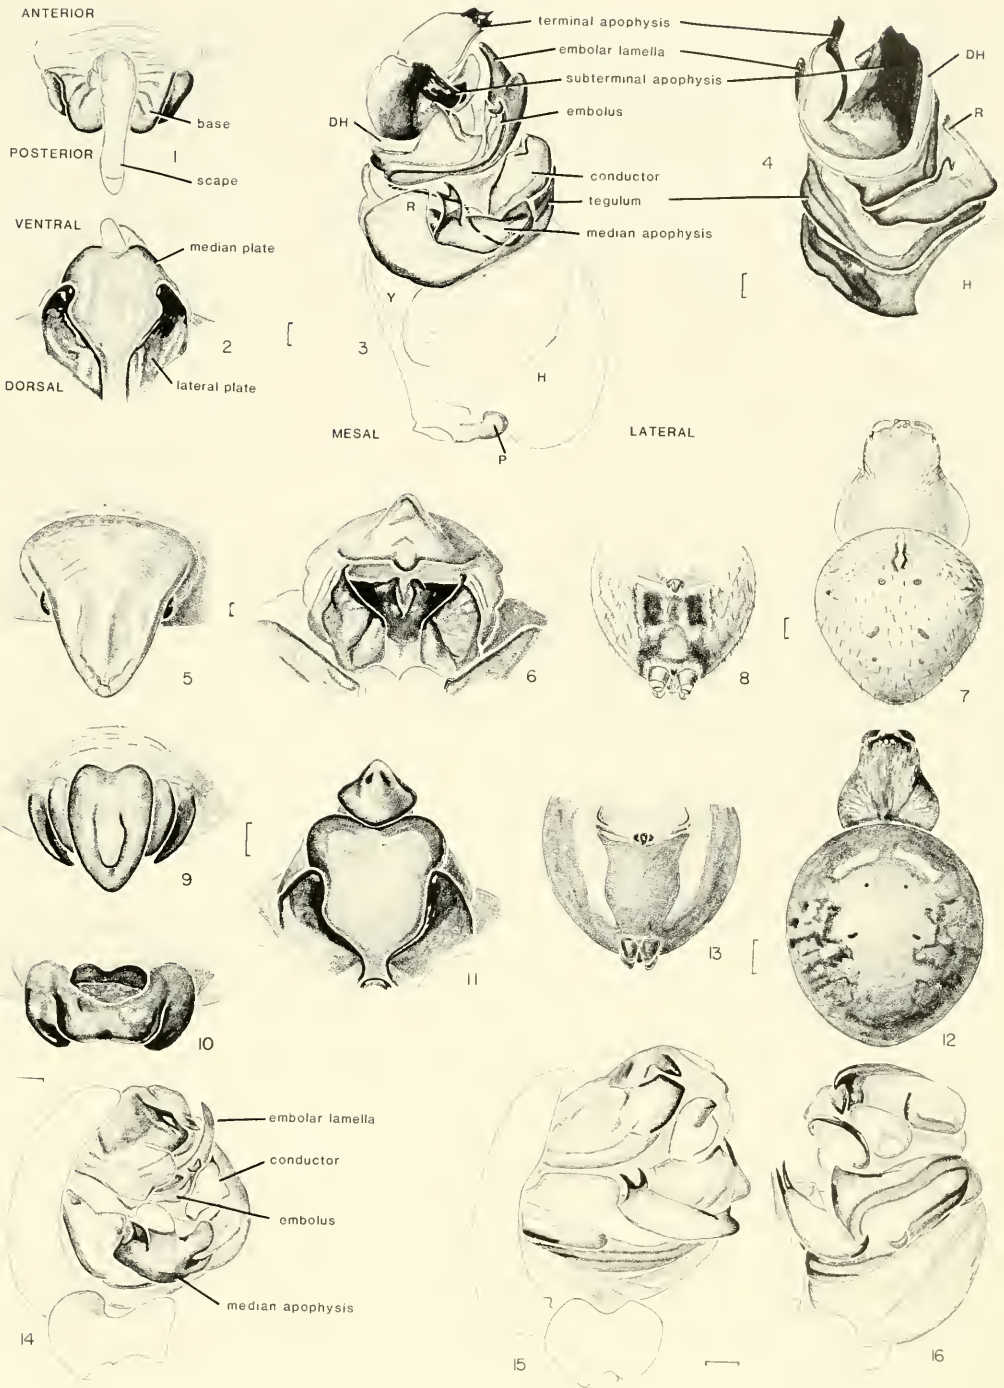 ANTERIOR
base
POSTERIOR
1
scape
VENTRAL
median plate
2
DORSAL
lateral plate
terminal apophysis
embolar lamella
subterminal apophysis
DH
embolus
DH
R
4
conductor
tegulum
R
median apophysis
Y
H
3
H
MESAL
LATERAL
P
5
6
8
7
9
11
13
12
10
embolar lamella
conductor
embolus
median apophysis
14
15
16